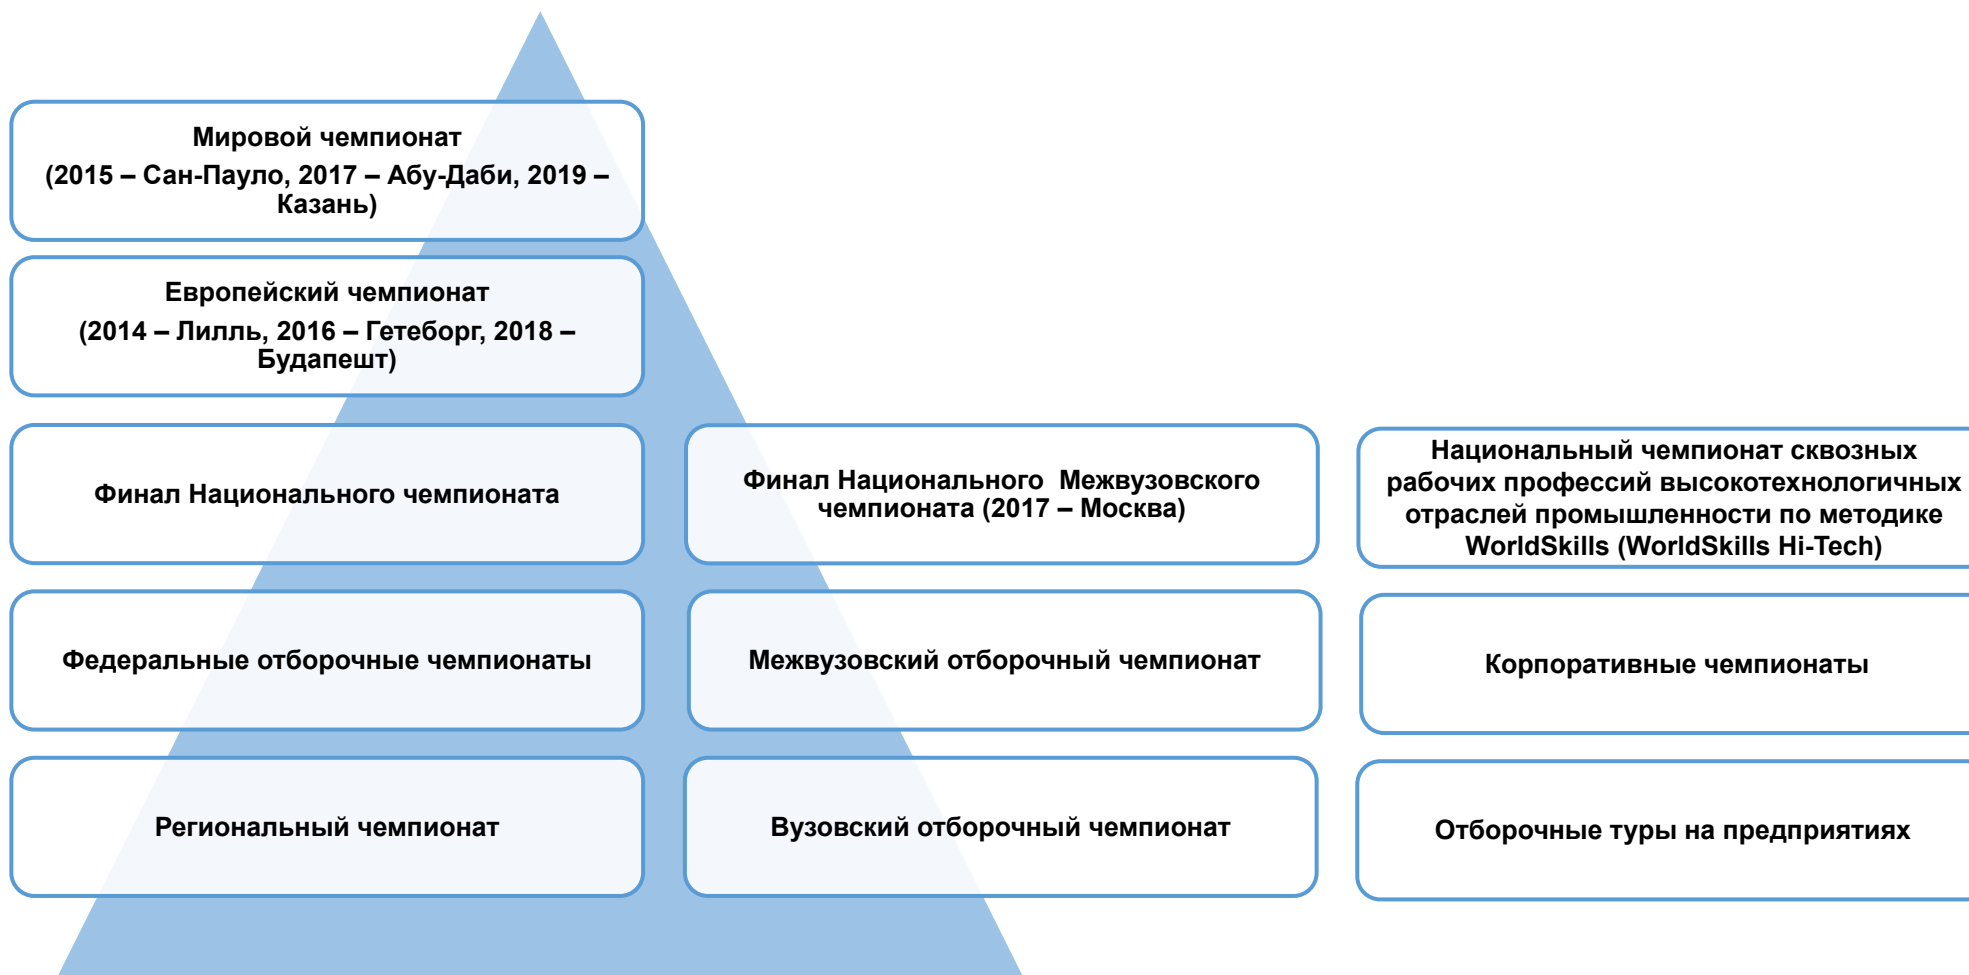 Мировой чемпионат
(2015 – Сан-Пауло, 2017 – Абу-Даби, 2019 –
Казань)
Европейский чемпионат
(2014 – Лилль, 2016 – Гетеборг, 2018 –
Будапешт)
Финал Национального чемпионата
Финал Национального  Межвузовского
чемпионата (2017 – Москва)
Национальный чемпионат сквозных
рабочих профессий высокотехнологичных
отраслей промышленности по методике
WorldSkills (WorldSkills Hi-Tech)
Федеральные отборочные чемпионаты
Межвузовский отборочный чемпионат
Корпоративные чемпионаты
Региональный чемпионат
Вузовский отборочный чемпионат
Отборочные туры на предприятиях